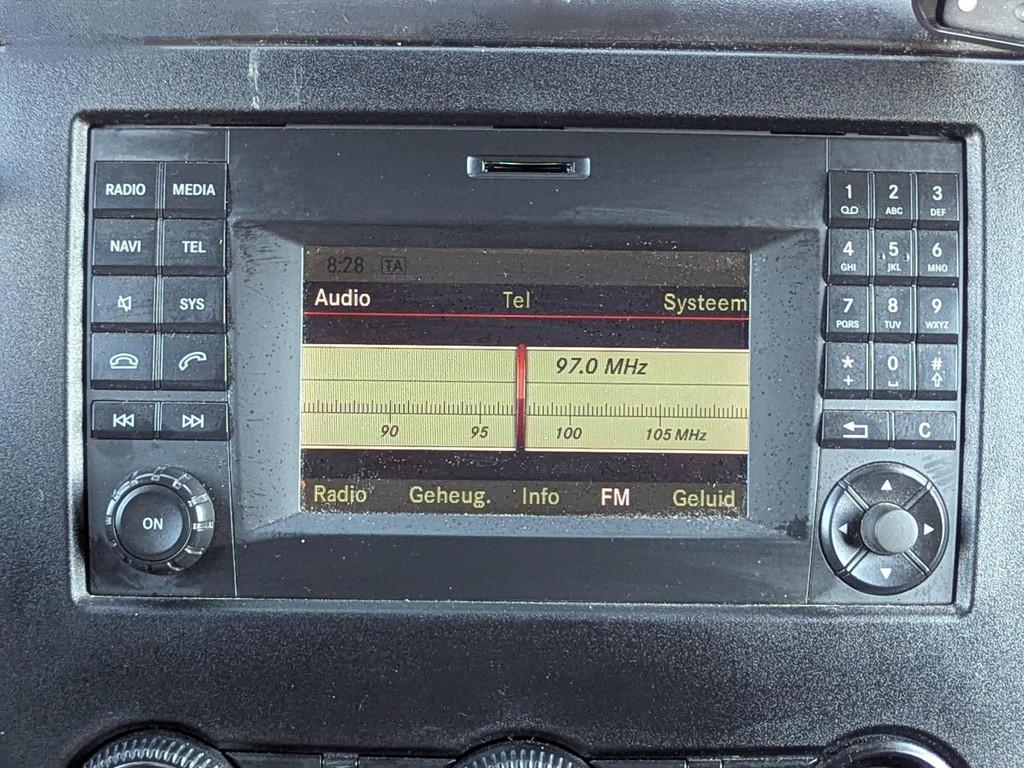 RADIO MEDIA
NAVI TEL
SYS
8:28 TA
Audio Tel Systeem
97.0 MHz
90 95 100 105 MHz
Radio Geheug. Info FM Geluid
ON
1 2 3
ABC DEF
4 5 6
GHI JKL MNO
7 8 9
PQRS TUV WXYZ
* 0 #
+
C